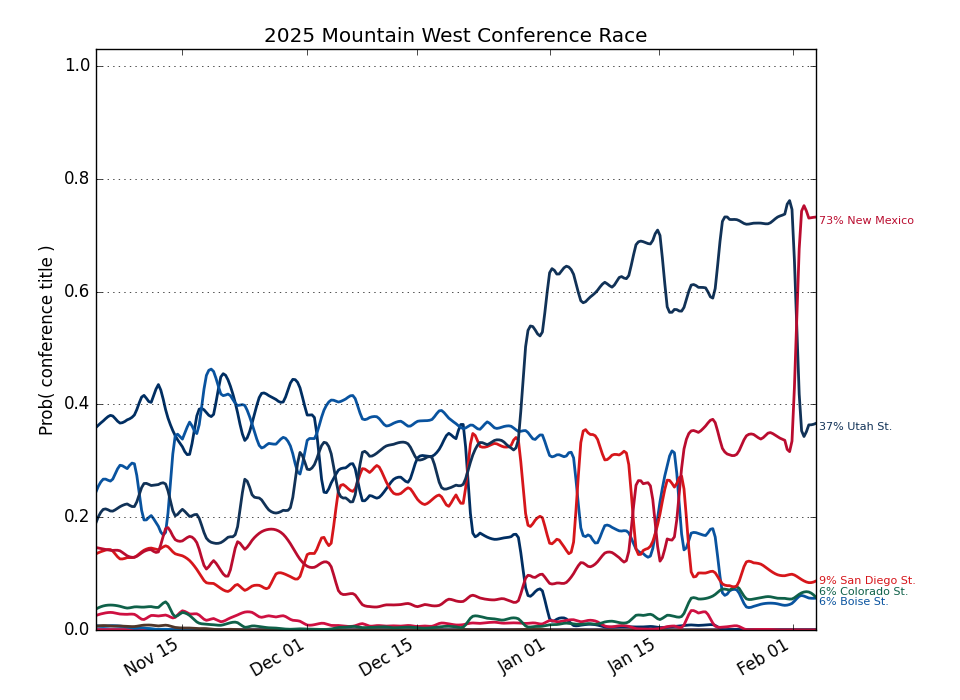 2025 Mountain West Conference Race
1.0
0.8
0.6
0.4
0.2
0.0
Prob( conference title )
73% New Mexico
37% Utah St.
9% San Diego St.
6% Colorado St.
6% Boise St.
Nov 15
Dec 01
Dec 15
Jan 01
Jan 15
Feb 01